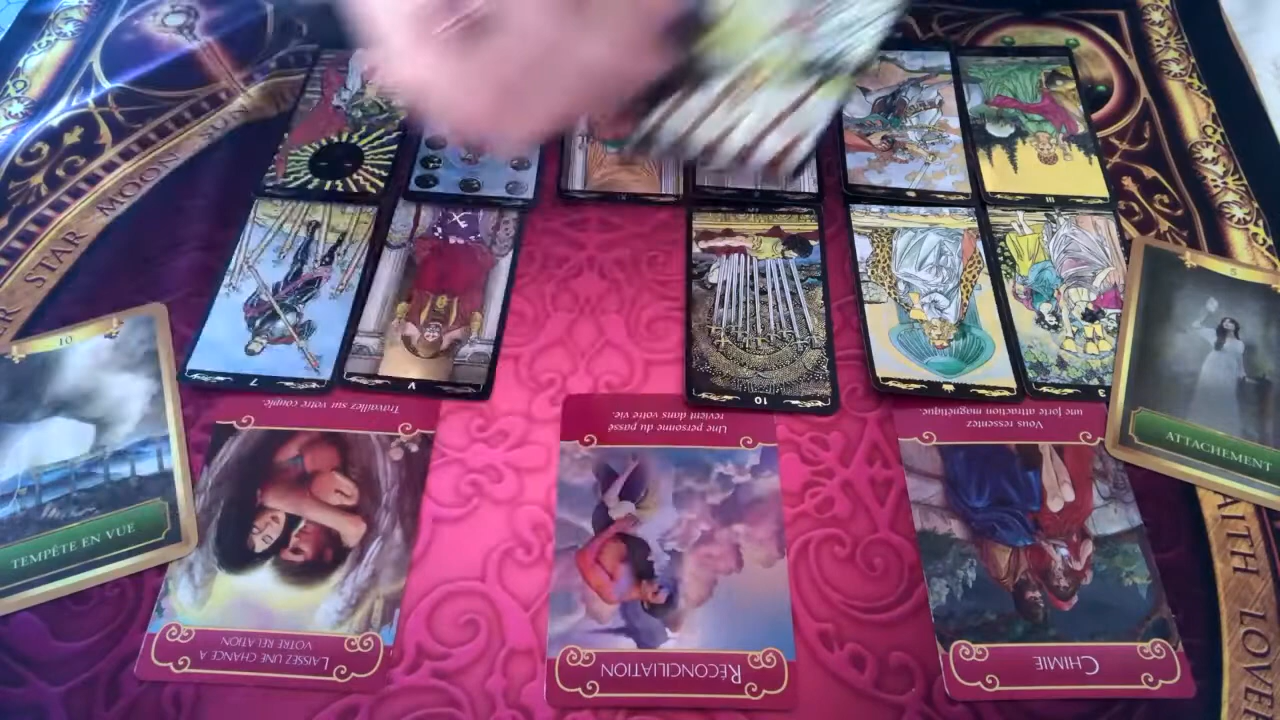 STAR MOON SUN
III
7
V
10
3
10
TEMPÊTE EN VUE
5
ATTACHEMENT
LAISSEZ UNE CHANCE À
VOTRE RELATION
Travaillez sur votre couple.
RÉCONCILIATION
Une personne du passé
revient dans votre vie.
CHIMIE
Vous ressentez
une forte attraction magnétique.
AITH LOVE